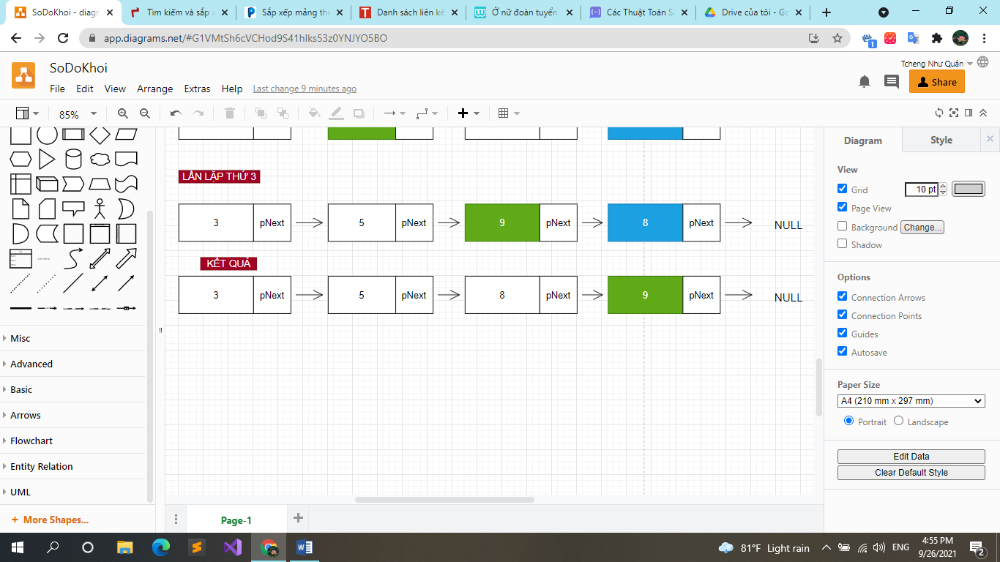 SoDoKhoi - diagra
Tìm kiếm và sắp x
Sắp xếp mảng the
Danh sách liên kế
Ở nữ đoàn tuyển
Các Thuật Toán S
Drive của tôi - Go
app.diagrams.net/#G1VMtSh6cVCHod9S41hIks53z0YNJYO5BO
1
SoDoKhoi
Tcheng Như Quân
File Edit View Arrange Extras Help Last change 9 minutes ago
Share
85%
LẦN LẶP THỨ 3
3 pNext 5 pNext 9 pNext 8 pNext NULL
KẾT QUẢ
3 pNext 5 pNext 8 pNext 9 pNext NULL
Misc
Advanced
Basic
Arrows
Flowchart
Entity Relation
UML
+ More Shapes...
Diagram Style
View
Grid 10 pt
Page View
Background Change...
Shadow
Options
Connection Arrows
Connection Points
Guides
Autosave
Paper Size
A4 (210 mm x 297 mm)
Portrait Landscape
Edit Data
Clear Default Style
Page-1
81°F Light rain ENG 4:55 PM
9/26/2021
2